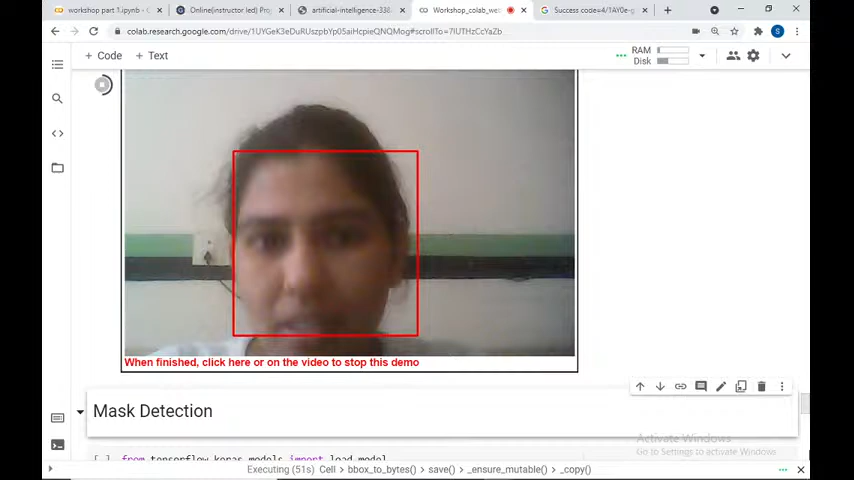 workshop part 1.ipynb - C
Online(instructor led) Pro
artificial-intelligence-338
Workshop_colab_we
Success code=4/1AY0e-g
colab.research.google.com/drive/1UYGeK3eDuRUszpbYp05aiHcpieQNQMog#scrollTo=7lUTHzCcYaZb
+ Code + Text
RAM
Disk
S
When finished, click here or on the video to stop this demo
Mask Detection
[ ] from tensorflow.keras.models import load_model
Activate Windows
Go to Settings to activate Windows.
Executing (51s) Cell > bbox_to_bytes() > save() > _ensure_mutable() > _copy()